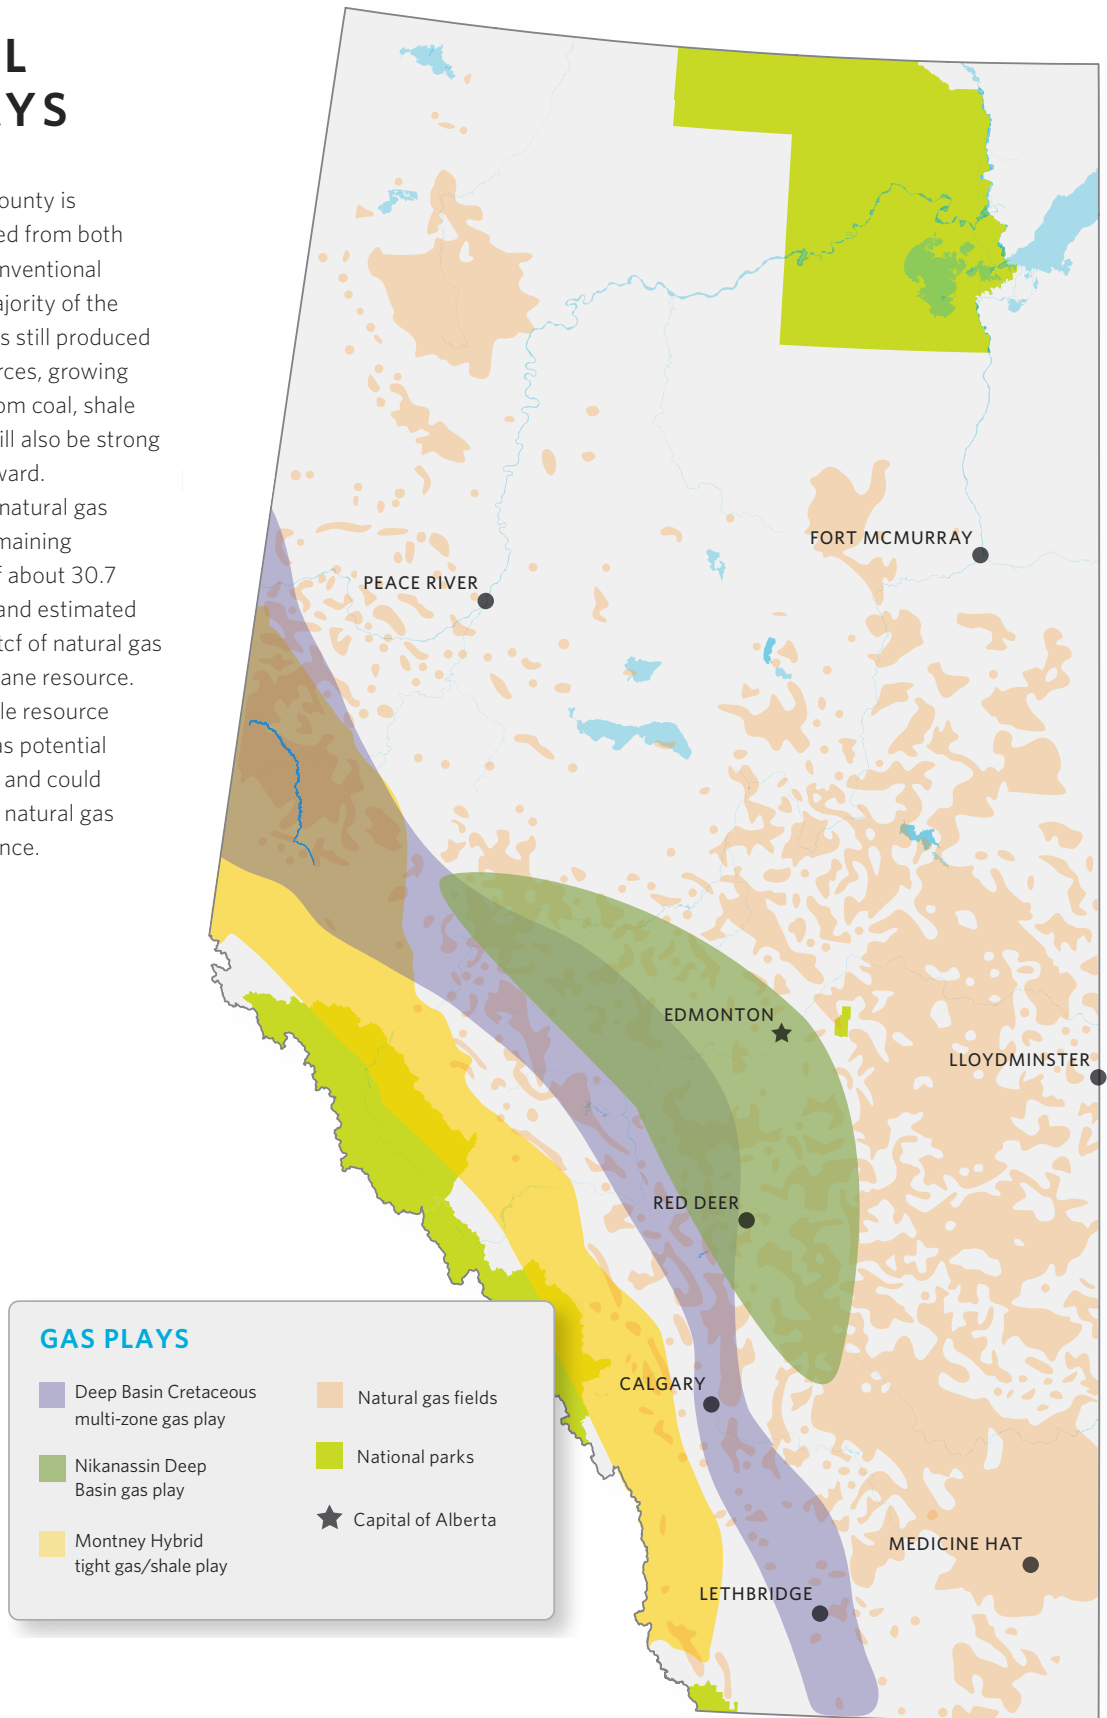 L
YS
ounty is
ed from both
nventional
ajority of the
s still produced
rces, growing
om coal, shale
ill also be strong
ward.
natural gas
maining
f about 30.7
and estimated
tcf of natural gas
ane resource.
le resource
as potential
and could
natural gas
nce.
FORT MCMURRAY
PEACE RIVER
EDMONTON
LLOYDMINSTER
RED DEER
CALGARY
MEDICINE HAT
LETHBRIDGE
GAS PLAYS
Deep Basin Cretaceous
multi-zone gas play
Nikanassin Deep
Basin gas play
Montney Hybrid
tight gas/shale play
Natural gas fields
National parks
Capital of Alberta